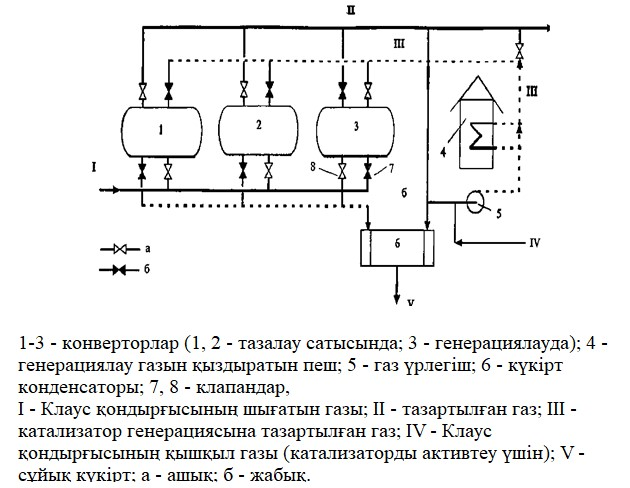 II
III
III
1
2
3
4
I
8
7
б
5
а
б
6
IV
V
1-3 - конверторлар (1, 2 - тазалау сатысында; 3 - генерациялауда); 4 -
генерациялау газын қыздыратын пеш; 5 - газ үрлегіш; 6 - күкірт
конденсаторы; 7, 8 - клапандар,
I - Клаус қондырғысының шығатын газы; II - тазартылған газ; III -
катализатор генерациясына тазартылған газ; IV - Клаус
қондырғысының қышқыл газы (катализаторды активтеу үшін); V -
сұйық күкірт; а - ашық; б - жабық.